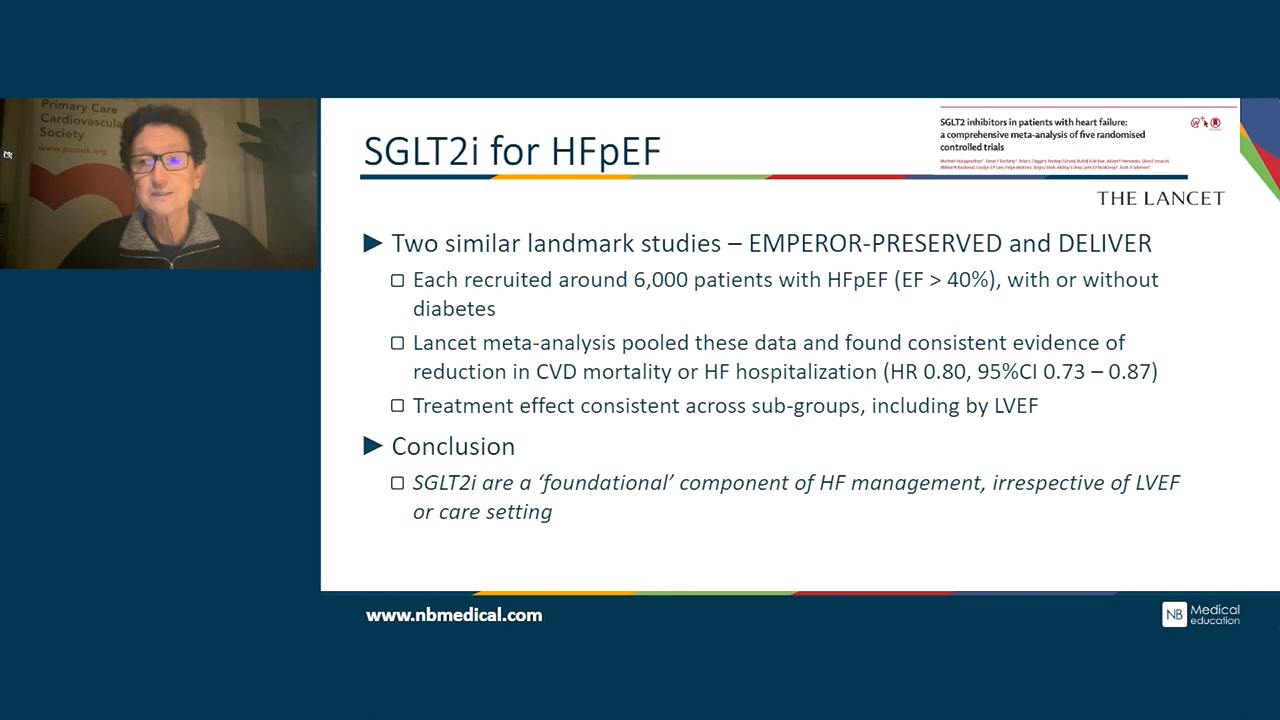 Primary Care
Cardiovascula
Society
www.pccsuk.org
SGLT2i for HFpEF
SGLT2 inhibitors in patients with heart failure:
a comprehensive meta-analysis of five randomised
controlled trials
THE LANCET
Two similar landmark studies – EMPEROR-PRESERVED and DELIVER
Each recruited around 6,000 patients with HFpEF (EF > 40%), with or without
diabetes
Lancet meta-analysis pooled these data and found consistent evidence of
reduction in CVD mortality or HF hospitalization (HR 0.80, 95%CI 0.73 – 0.87)
Treatment effect consistent across sub-groups, including by LVEF
Conclusion
SGLT2i are a ‘foundational’ component of HF management, irrespective of LVEF
or care setting
www.nbmedical.com
NB Medical
education